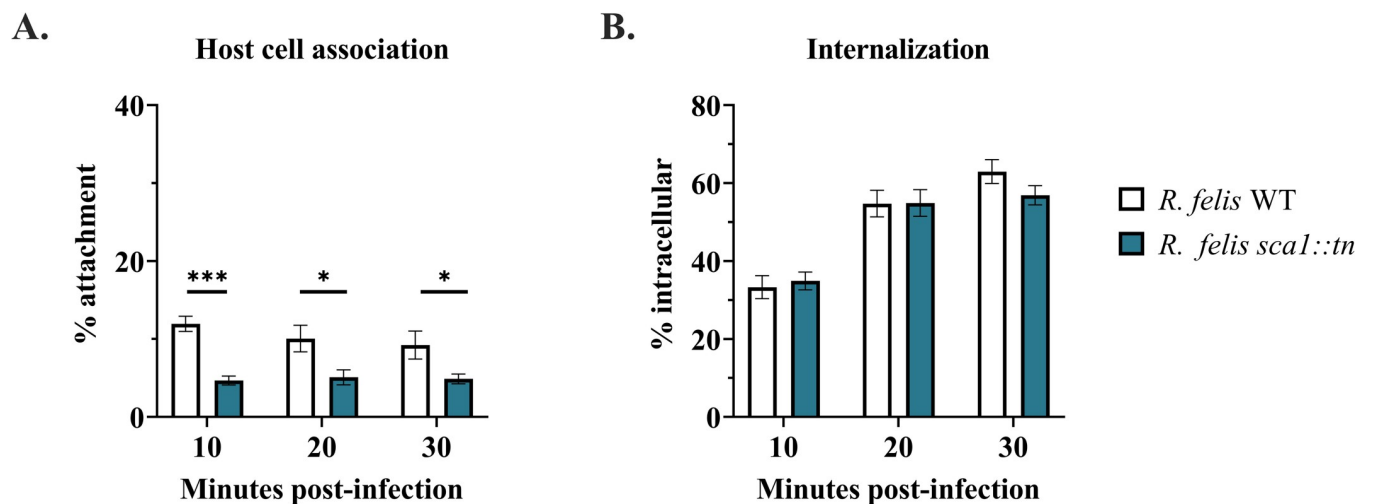 A.
Host cell association
40
20
0
% attachment
***
*
*
10 20 30
Minutes post-infection
B.
Internalization
80
60
40
20
0
% intracellular
10 20 30
Minutes post-infection
R. felis WT
R. felis sca1::tn